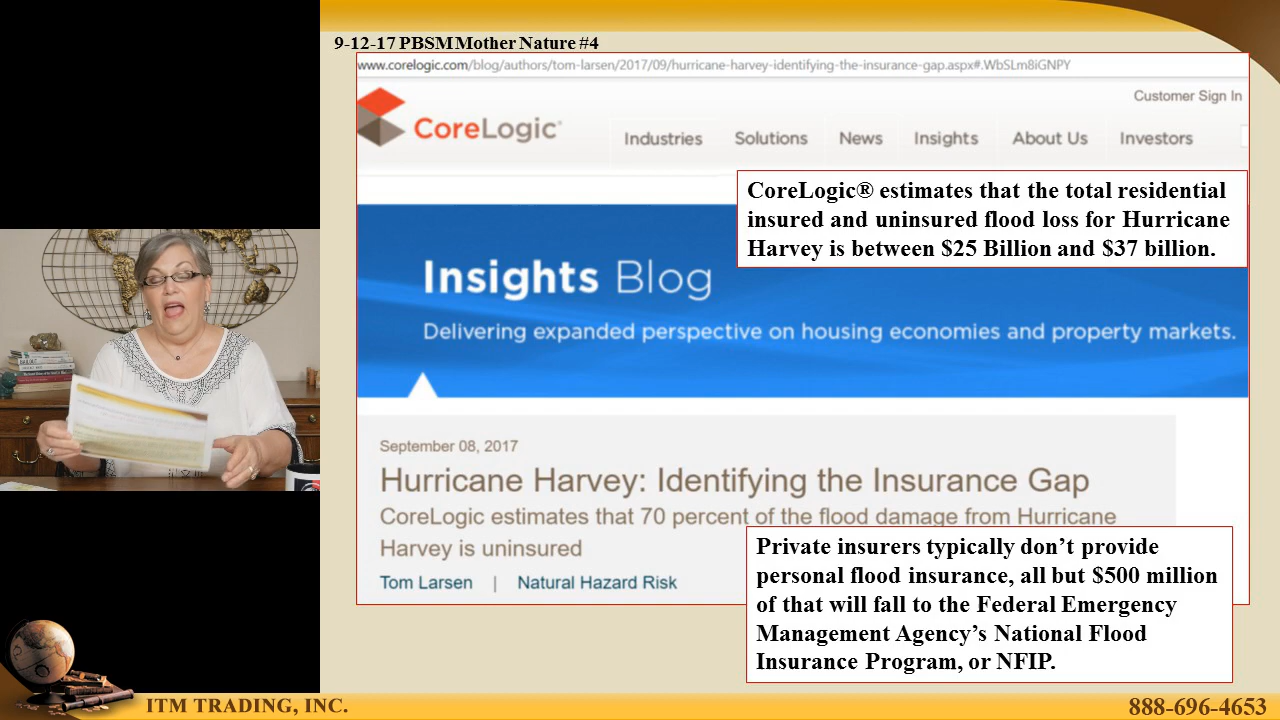 9-12-17 PBSM Mother Nature #4
www.corelogic.com/blog/authors/tom-larsen/2017/09/hurricane-harvey-identifying-the-insurance-gap.aspx#.WbSLm8iGNPY
Customer Sign In
CoreLogic
Industries Solutions News Insights About Us Investors
CoreLogic® estimates that the total residential
insured and uninsured flood loss for Hurricane
Harvey is between $25 Billion and $37 billion.
Insights Blog
Delivering expanded perspective on housing economies and property markets.
September 08, 2017
Hurricane Harvey: Identifying the Insurance Gap
CoreLogic estimates that 70 percent of the flood damage from Hurricane
Harvey is uninsured
Tom Larsen | Natural Hazard Risk
Private insurers typically don’t provide
personal flood insurance, all but $500 million
of that will fall to the Federal Emergency
Management Agency’s National Flood
Insurance Program, or NFIP.
ITM TRADING, INC.
888-696-4653